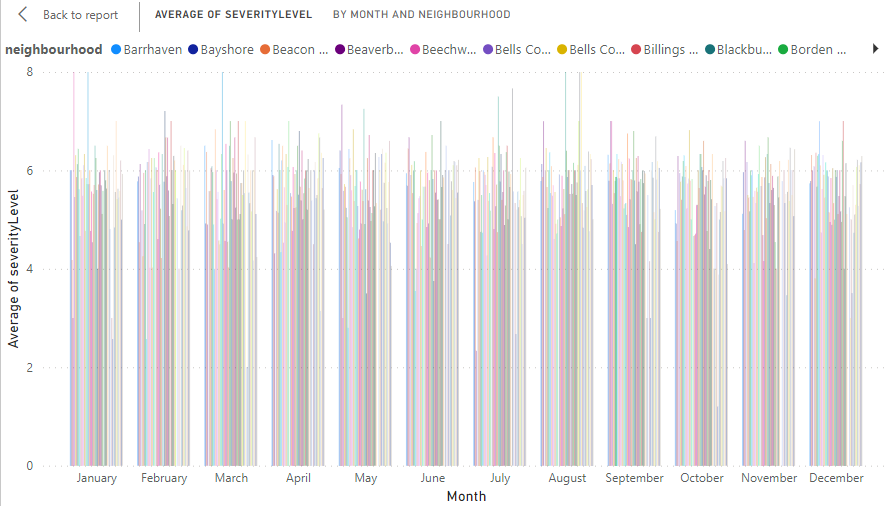 Back to report AVERAGE OF SEVERITYLEVEL BY MONTH AND NEIGHBOURHOOD
neighbourhood Barrhaven Bayshore Beacon ... Beaverb... Beechw... Bells Co... Bells Co... Billings ... Blackbu... Borden ...
8
6
4
2
0
Average of severityLevel
January February March April May June July August September October November December
Month